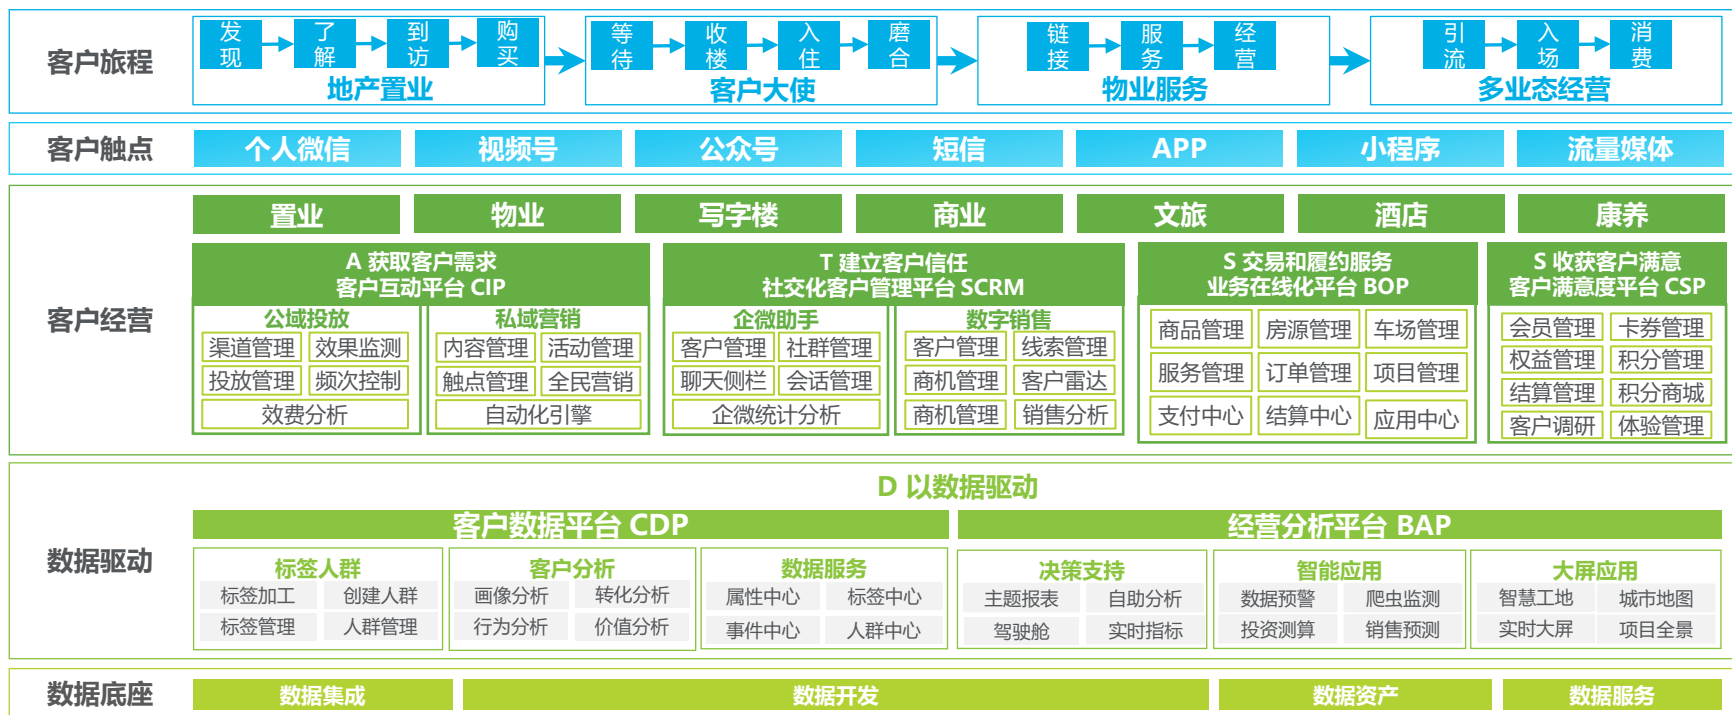 客户旅程
发现
了解
到访
购买
地产置业
等待
收楼
入住
磨合
客户大使
链接
服务
经营
物业服务
引流
入场
消费
多业态经营
客户触点
个人微信
视频号
公众号
短信
APP
小程序
流量媒体
客户经营
置业
物业
写字楼
商业
文旅
酒店
康养
A 获取客户需求
客户互动平台 CIP
公域投放
渠道管理
效果监测
投放管理
频次控制
效费分析
私域营销
内容管理
活动管理
触点管理
全民营销
自动化引擎
T 建立客户信任
社交化客户管理平台 SCRM
企微助手
客户管理
社群管理
聊天侧栏
会话管理
企微统计分析
数字销售
客户管理
线索管理
商机管理
客户雷达
商机管理
销售分析
S 交易和履约服务
业务在线化平台 BOP
商品管理
房源管理
车场管理
服务管理
订单管理
项目管理
支付中心
结算中心
应用中心
S 收获客户满意
客户满意度平台 CSP
会员管理
卡券管理
权益管理
积分管理
结算管理
积分商城
客户调研
体验管理
数据驱动
D 以数据驱动
客户数据平台 CDP
标签人群
标签加工
创建人群
标签管理
人群管理
客户分析
画像分析
转化分析
行为分析
价值分析
数据服务
属性中心
标签中心
事件中心
人群中心
经营分析平台 BAP
决策支持
主题报表
自助分析
驾驶舱
实时指标
智能应用
数据预警
爬虫监测
投资测算
销售预测
大屏应用
智慧工地
城市地图
实时大屏
项目全景
数据底座
数据集成
数据开发
数据资产
数据服务